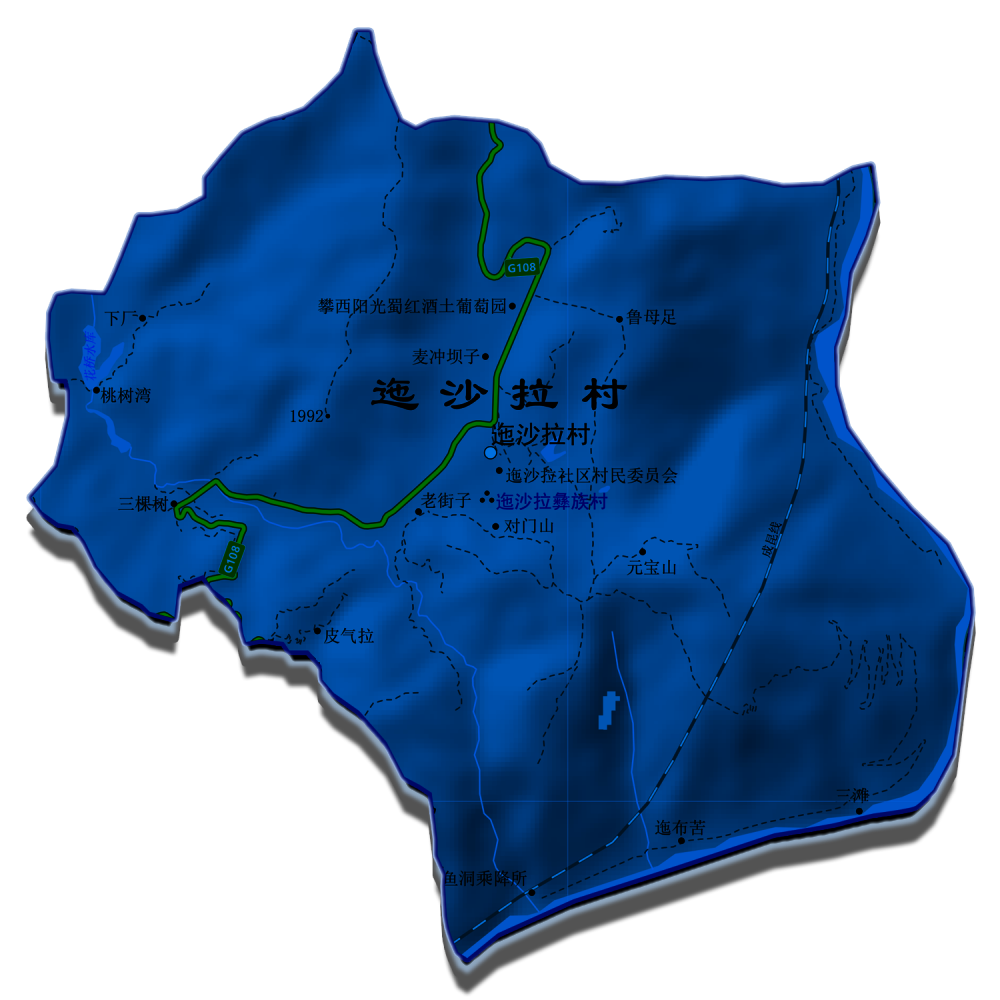 G108
攀西阳光蜀红酒土葡萄园
鲁母足
下厂
花桥水库
麦冲坝子
桃树湾
迤沙拉村
1992
迤沙拉村
迤沙拉社区村民委员会
三棵树
老街子
迤沙拉彝族村
对门山
成昆线
G108
元宝山
皮气拉
三滩
迤布苦
鱼洞乘降所